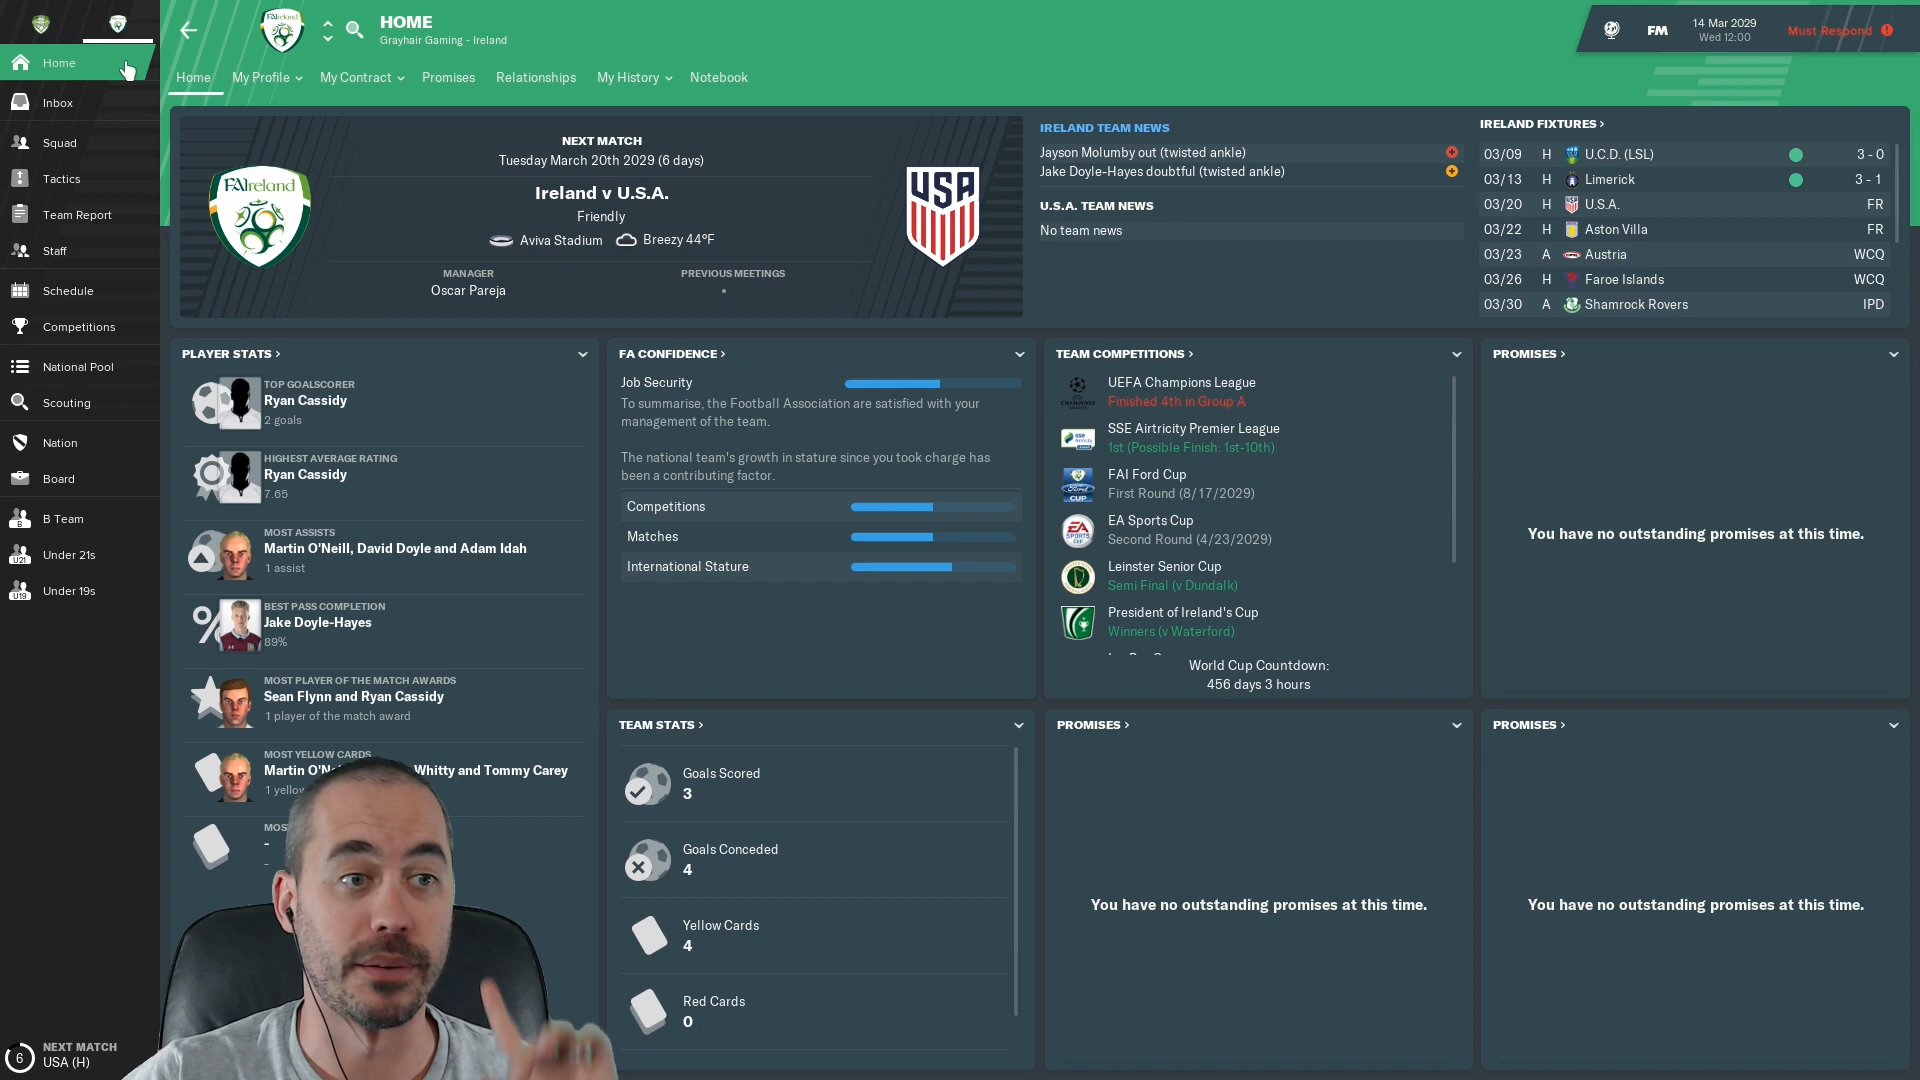 HOME
Grayhair Gaming - Ireland
FM
14 Mar 2029
Wed 12:00
Must Respond
Home
My Profile
My Contract
Promises
Relationships
My History
Notebook
Home
Inbox
Squad
Tactics
Team Report
Staff
Schedule
Competitions
National Pool
Scouting
Nation
Board
B
B Team
U21
Under 21s
U19
Under 19s
6
NEXT MATCH
USA (H)
NEXT MATCH
Tuesday March 20th 2029 (6 days)
FAIreland
Ireland v U.S.A.
Friendly
Aviva Stadium
Breezy 44°F
MANAGER
Oscar Pareja
PREVIOUS MEETINGS
USA
IRELAND TEAM NEWS
Jayson Molumby out (twisted ankle)
Jake Doyle-Hayes doubtful (twisted ankle)
U.S.A. TEAM NEWS
No team news
IRELAND FIXTURES >
03/09 H U.C.D. (LSL) 3 - 0
03/13 H Limerick 3 - 1
03/20 H U.S.A. FR
03/22 H Aston Villa FR
03/23 A Austria WCQ
03/26 H Faroe Islands WCQ
03/30 A Shamrock Rovers IPD
PLAYER STATS >
TOP GOALSCORER
Ryan Cassidy
2 goals
HIGHEST AVERAGE RATING
Ryan Cassidy
7.65
MOST ASSISTS
Martin O'Neill, David Doyle and Adam Idah
1 assist
BEST PASS COMPLETION
%
Jake Doyle-Hayes
89%
MOST PLAYER OF THE MATCH AWARDS
Sean Flynn and Ryan Cassidy
1 player of the match award
MOST YELLOW CARDS
Martin Whitty and Tommy Carey
1 yellow
MOS
-
-
FA CONFIDENCE >
Job Security
To summarise, the Football Association are satisfied with your
management of the team.
The national team's growth in stature since you took charge has
been a contributing factor.
Competitions
Matches
International Stature
TEAM STATS >
Goals Scored
3
Goals Conceded
4
Yellow Cards
4
Red Cards
0
TEAM COMPETITIONS >
UEFA Champions League
Finished 4th in Group A
SSE Airtricity Premier League
1st (Possible Finish: 1st-10th)
FAI Ford Cup
First Round (8/17/2029)
EA Sports Cup
Second Round (4/23/2029)
Leinster Senior Cup
Semi Final (v Dundalk)
President of Ireland's Cup
Winners (v Waterford)
World Cup Countdown:
456 days 3 hours
PROMISES >
You have no outstanding promises at this time.
PROMISES >
You have no outstanding promises at this time.
PROMISES >
You have no outstanding promises at this time.